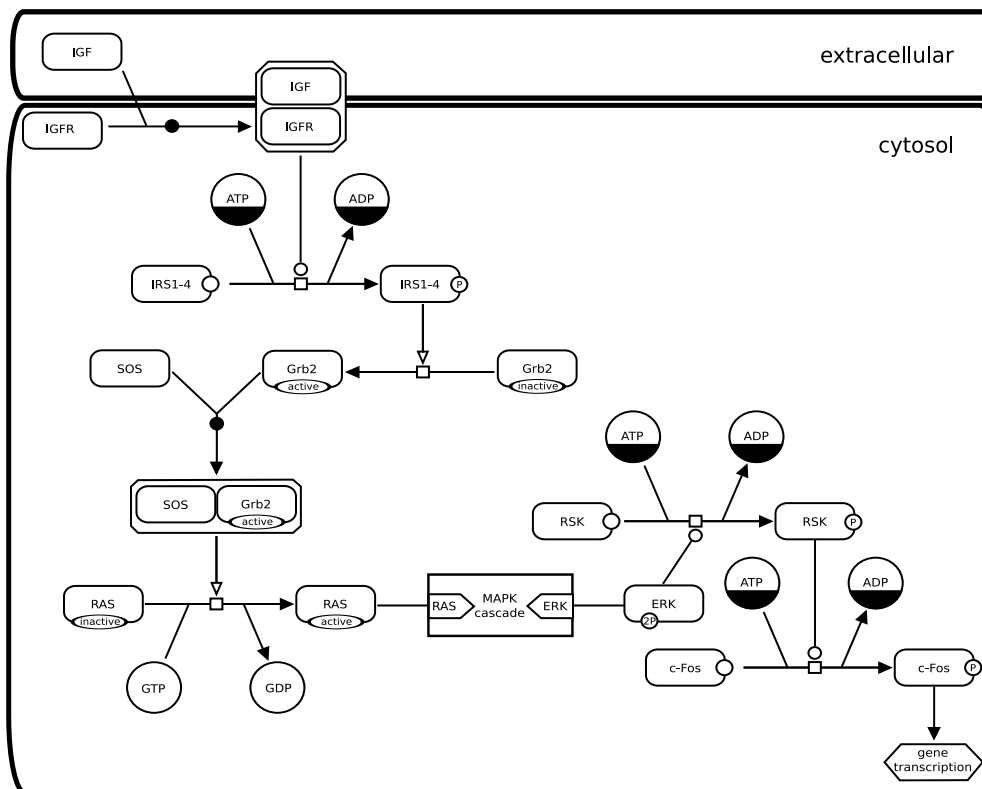 IGF
extracellular
IGF
IGFR
IGFR
cytosol
ATP
ADP
IRS1-4
IRS1-4
P
SOS
Grb2
active
Grb2
inactive
ATP
ADP
SOS
Grb2
active
RSK
RSK
P
ATP
ADP
RAS
inactive
RAS
active
RAS
MAPK
cascade
ERK
ERK
2P
GTP
GDP
c-Fos
c-Fos
P
gene
transcription